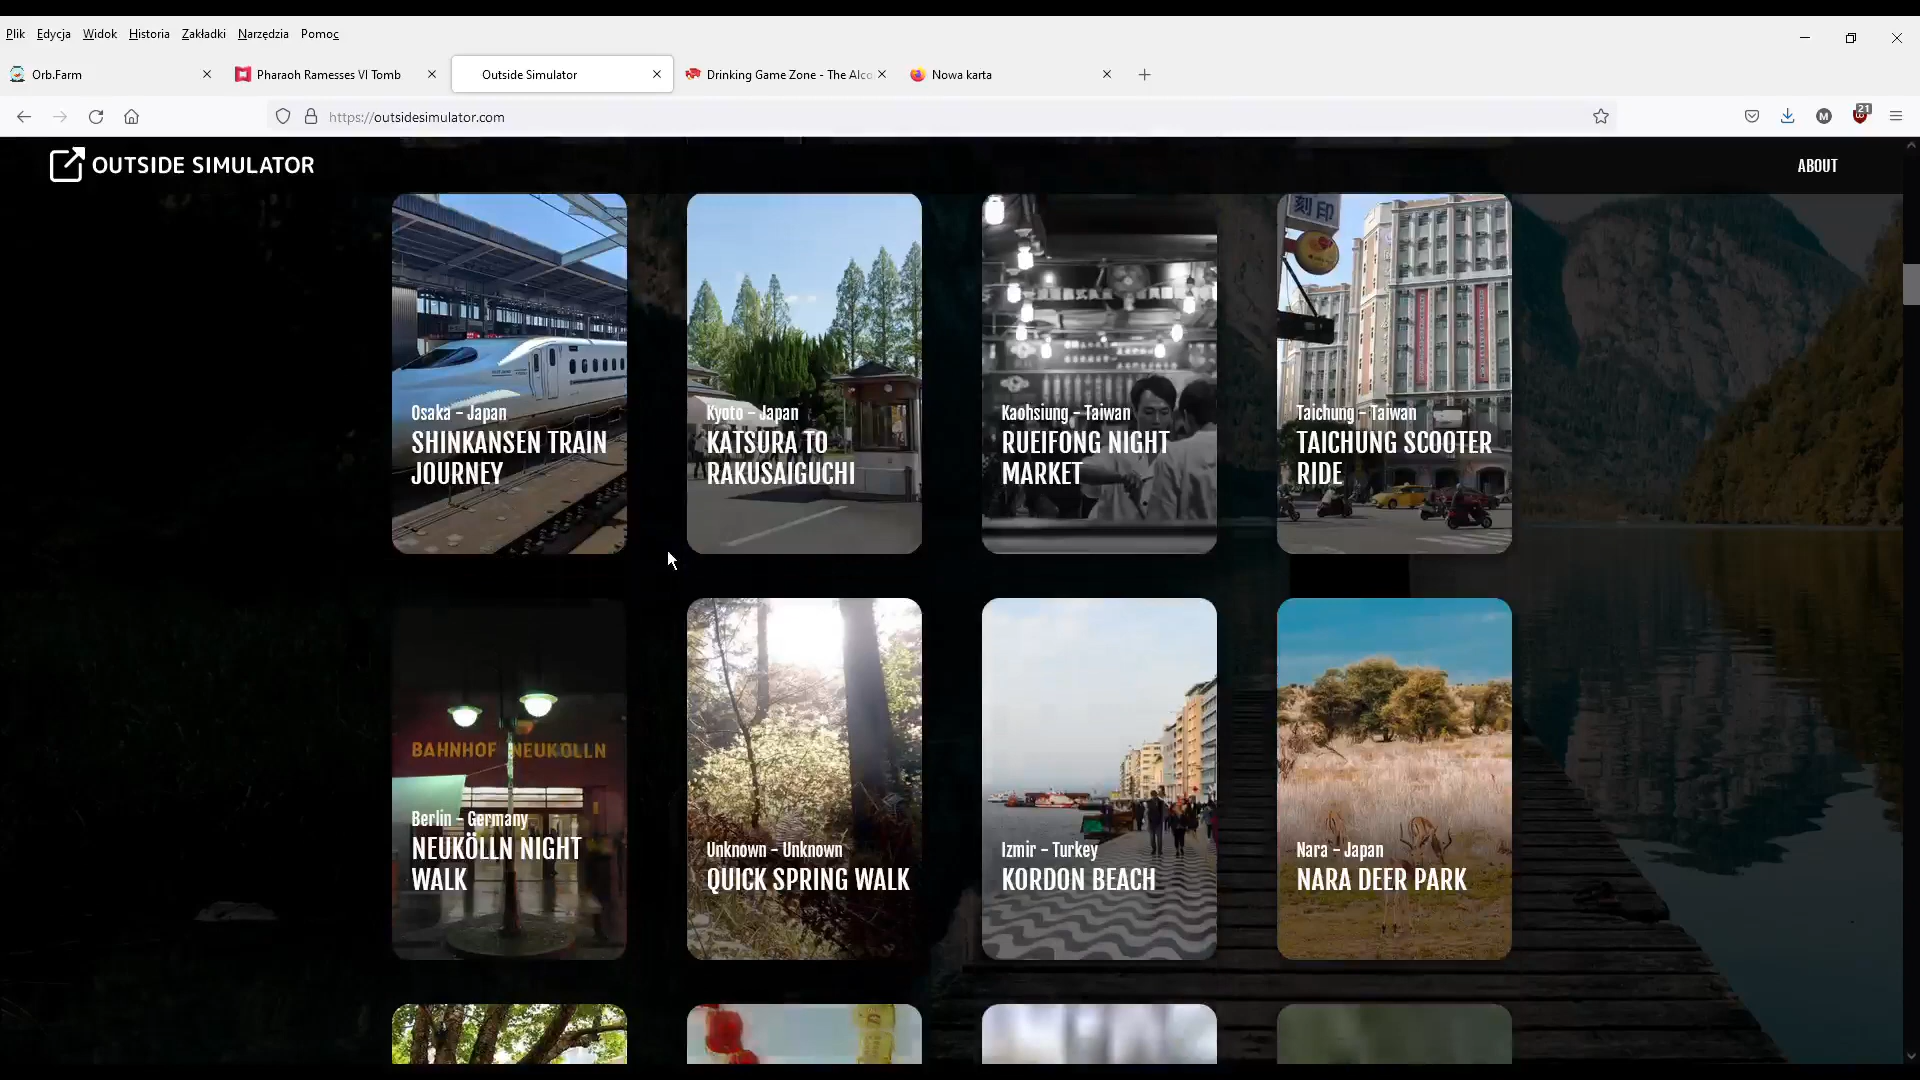 Plik Edycja Widok Historia Zakładki Narzędzia Pomoc
Orb.Farm Pharaoh Ramesses VI Tomb Outside Simulator Drinking Game Zone - The Alco Nowa karta
https://outsidesimulator.com 21
OUTSIDE SIMULATOR ABOUT
刻印
Osaka - Japan
SHINKANSEN TRAIN
JOURNEY
Kyoto - Japan
KATSURA TO
RAKUSAIGUCHI
Kaohsiung - Taiwan
RUEIFONG NIGHT
MARKET
Taichung - Taiwan
TAICHUNG SCOOTER
RIDE
BAHNHOF NEUKÖLLN
Berlin - Germany
NEUKÖLLN NIGHT
WALK
Unknown - Unknown
QUICK SPRING WALK
Izmir - Turkey
KORDON BEACH
Nara - Japan
NARA DEER PARK